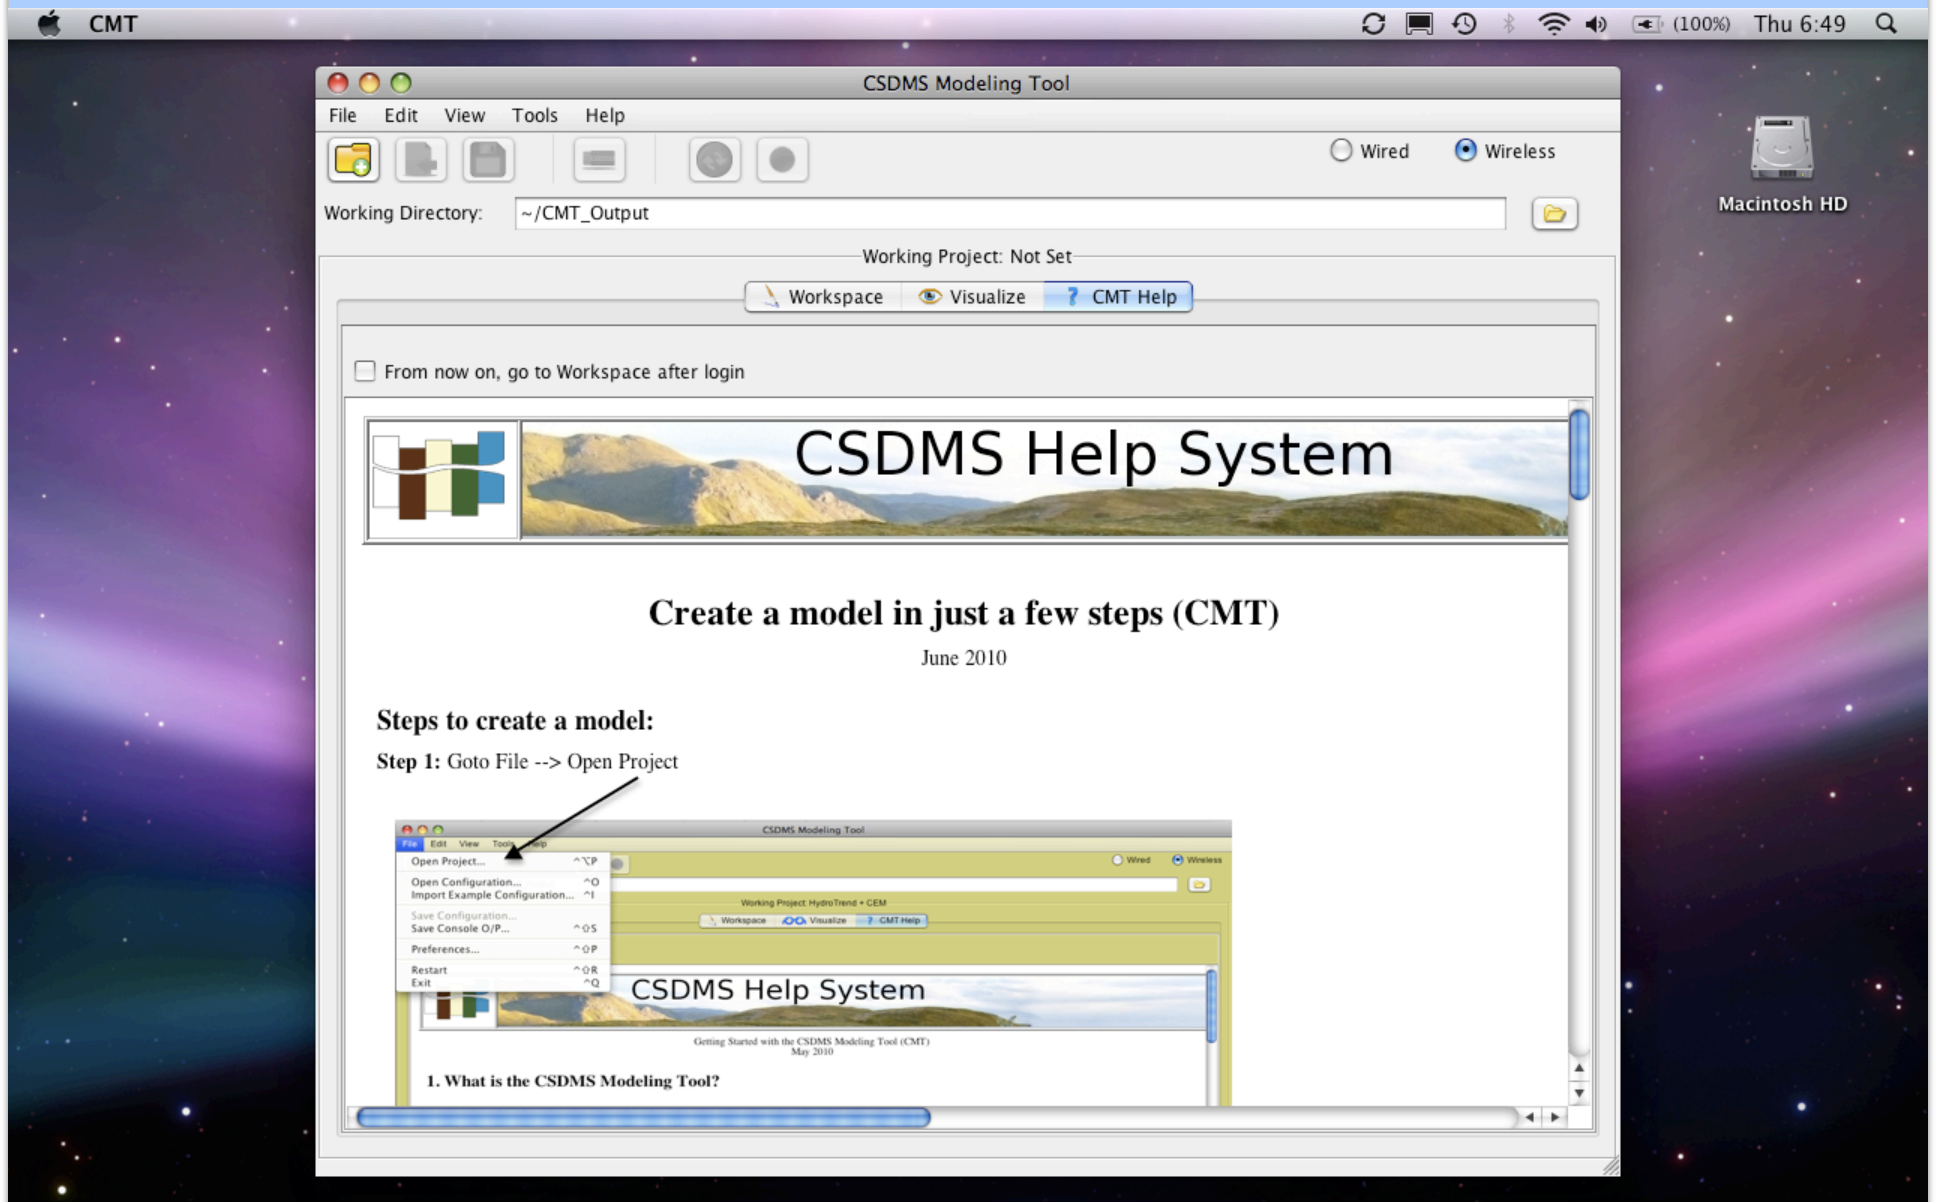 CMT
(100%) Thu 6:49
CSDMS Modeling Tool
File Edit View Tools Help
Wired Wireless
Macintosh HD
Working Directory: ~/CMT_Output
Working Project: Not Set
Workspace Visualize ? CMT Help
From now on, go to Workspace after login
CSDMS Help System
Create a model in just a few steps (CMT)
June 2010
Steps to create a model:
Step 1: Goto File --> Open Project
CSDMS Modeling Tool
File Edit View Tools Help
Open Project... ^⌥P
Wired Wireless
Open Configuration... ^O
Import Example Configuration... ^I
Working Project: HydroTrend + CEM
Save Configuration...
Workspace Visualize ? CMT Help
Save Console O/P... ^⇧S
Preferences... ^⇧P
Restart ^⇧R
Exit ^Q
CSDMS Help System
Getting Started with the CSDMS Modeling Tool (CMT)
May 2010
1. What is the CSDMS Modeling Tool?